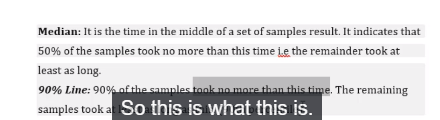 Median: It is the time in the middle of a set of samples result. It indicates that
50% of the samples took no more than this time i.e the remainder took at
least as long.
90% Line: 90% of the samples took no more than this time. The remaining
samples took at
So this is what this is.